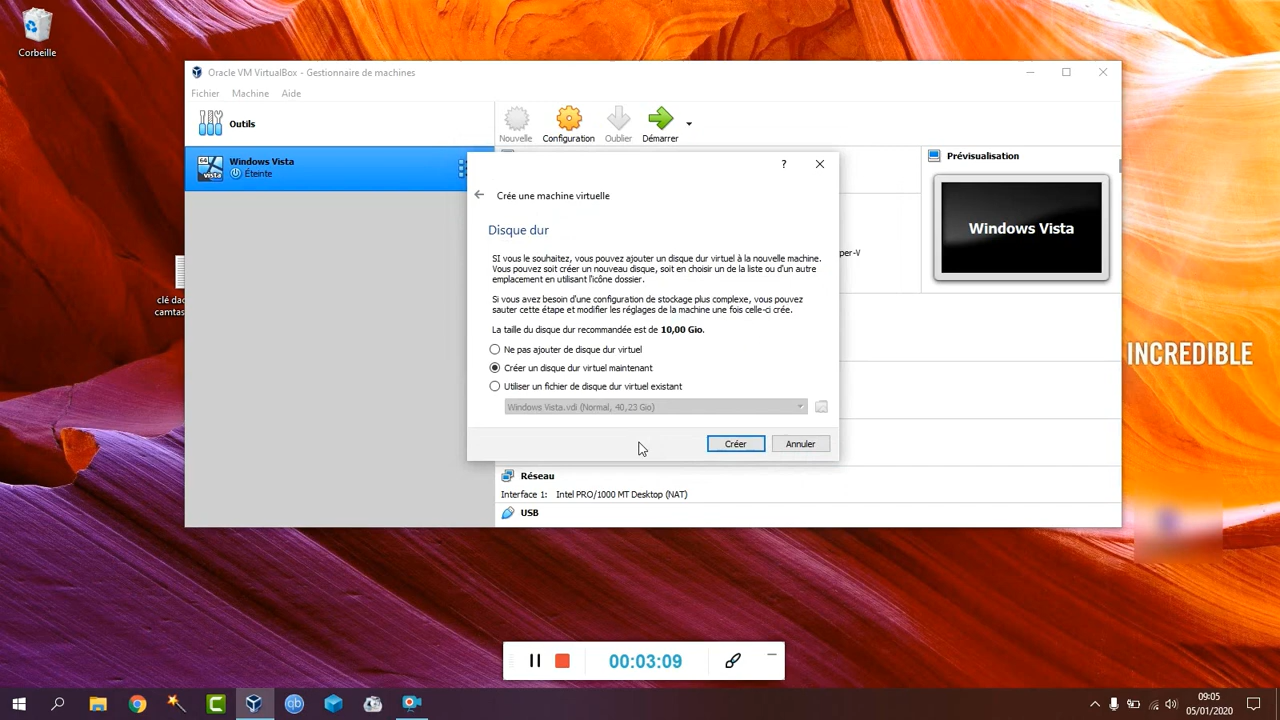 Corbeille
Oracle VM VirtualBox - Gestionnaire de machines
Fichier Machine Aide
Outils
Nouvelle Configuration Oublier Démarrer
64
vista
Windows Vista
Éteinte
Prévisualisation
Windows Vista
Crée une machine virtuelle
Disque dur
SI vous le souhaitez, vous pouvez ajouter un disque dur virtuel à la nouvelle machine.
Vous pouvez soit créer un nouveau disque, soit en choisir un de la liste ou d'un autre
emplacement en utilisant l'icône dossier.
Si vous avez besoin d'une configuration de stockage plus complexe, vous pouvez
sauter cette étape et modifier les réglages de la machine une fois celle-ci crée.
La taille du disque dur recommandée est de 10,00 Gio.
Ne pas ajouter de disque dur virtuel
Créer un disque dur virtuel maintenant
Utiliser un fichier de disque dur virtuel existant
Windows Vista.vdi (Normal, 40,23 Gio)
Créer Annuler
per-V
clé dac
camtas
INCREDIBLE
Réseau
Interface 1: Intel PRO/1000 MT Desktop (NAT)
USB
00:03:09
09:05
05/01/2020